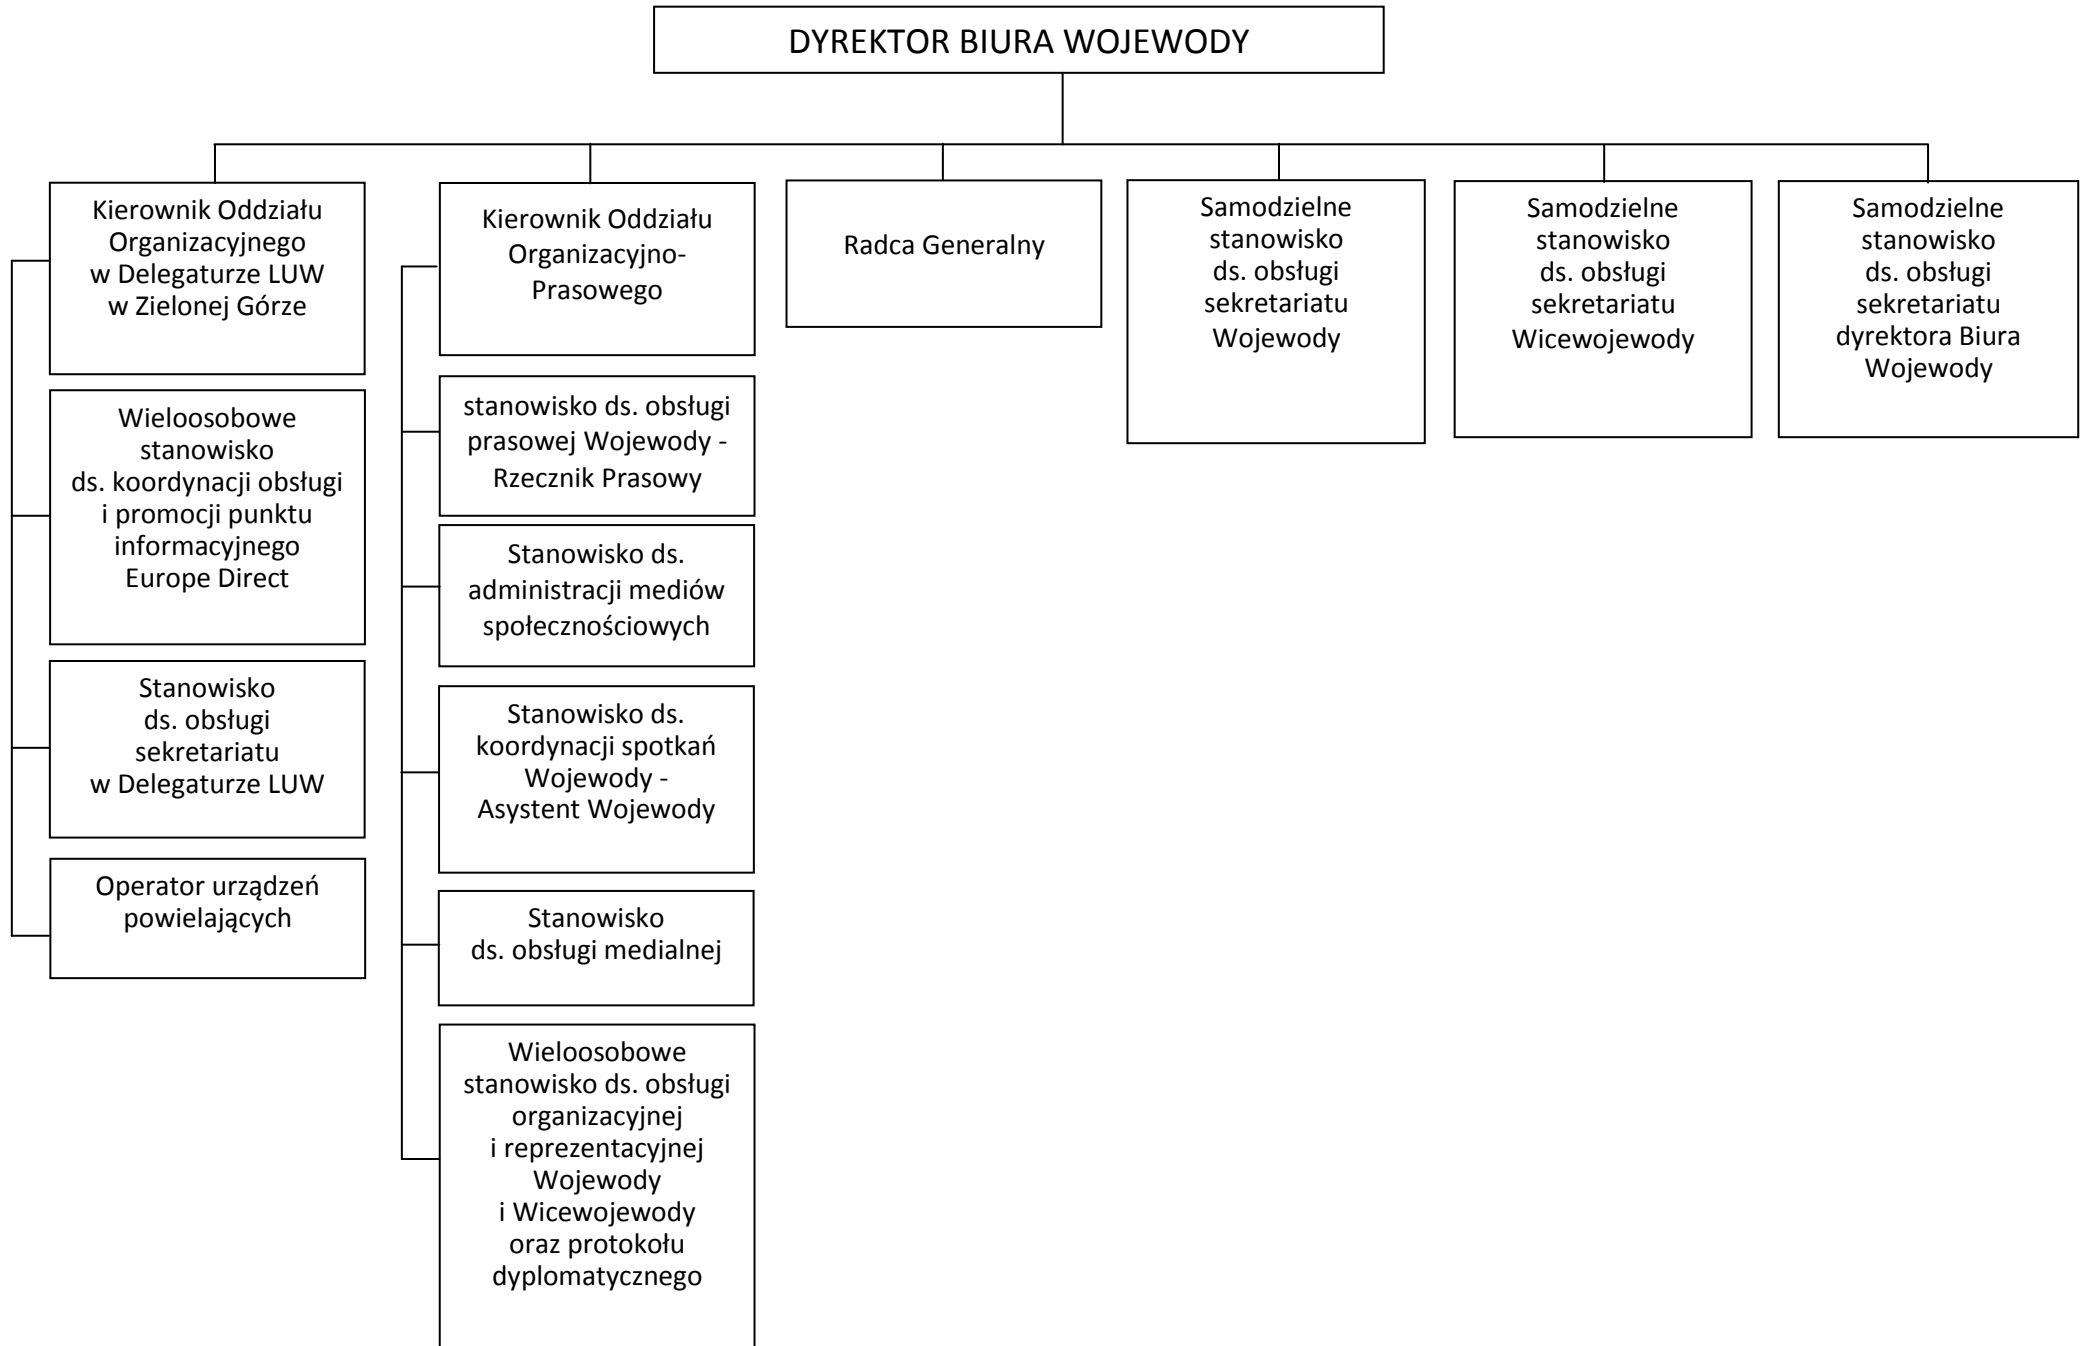 DYREKTOR BIURA WOJEWODY
Kierownik Oddziału
Organizacyjnego
w Delegaturze LUW
w Zielonej Górze
Wieloosobowe
stanowisko
ds. koordynacji obsługi
i promocji punktu
informacyjnego
Europe Direct
Stanowisko
ds. obsługi
sekretariatu
w Delegaturze LUW
Operator urządzeń
powielających
Kierownik Oddziału
Organizacyjno-
Prasowego
stanowisko ds. obsługi
prasowej Wojewody -
Rzecznik Prasowy
Stanowisko ds.
administracji mediów
społecznościowych
Stanowisko ds.
koordynacji spotkań
Wojewody -
Asystent Wojewody
Stanowisko
ds. obsługi medialnej
Wieloosobowe
stanowisko ds. obsługi
organizacyjnej
i reprezentacyjnej
Wojewody
i Wicewojewody
oraz protokołu
dyplomatycznego
Radca Generalny
Samodzielne
stanowisko
ds. obsługi
sekretariatu
Wojewody
Samodzielne
stanowisko
ds. obsługi
sekretariatu
Wicewojewody
Samodzielne
stanowisko
ds. obsługi
sekretariatu
dyrektora Biura
Wojewody